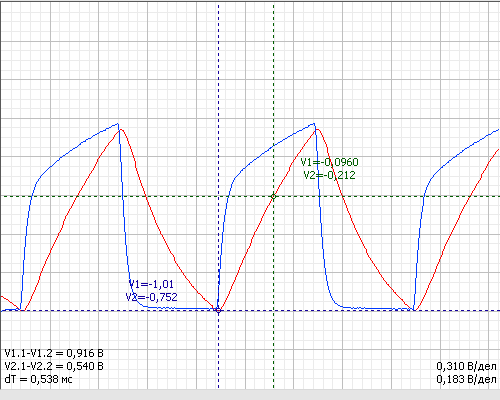 V1=-0,0960
V2=-0,212
V1=-1,01
V2=-0,752
V1.1-V1.2 = 0,916 В
V2.1-V2.2 = 0,540 В
dT = 0,538 мс
0,310 В/дел
0,183 В/дел